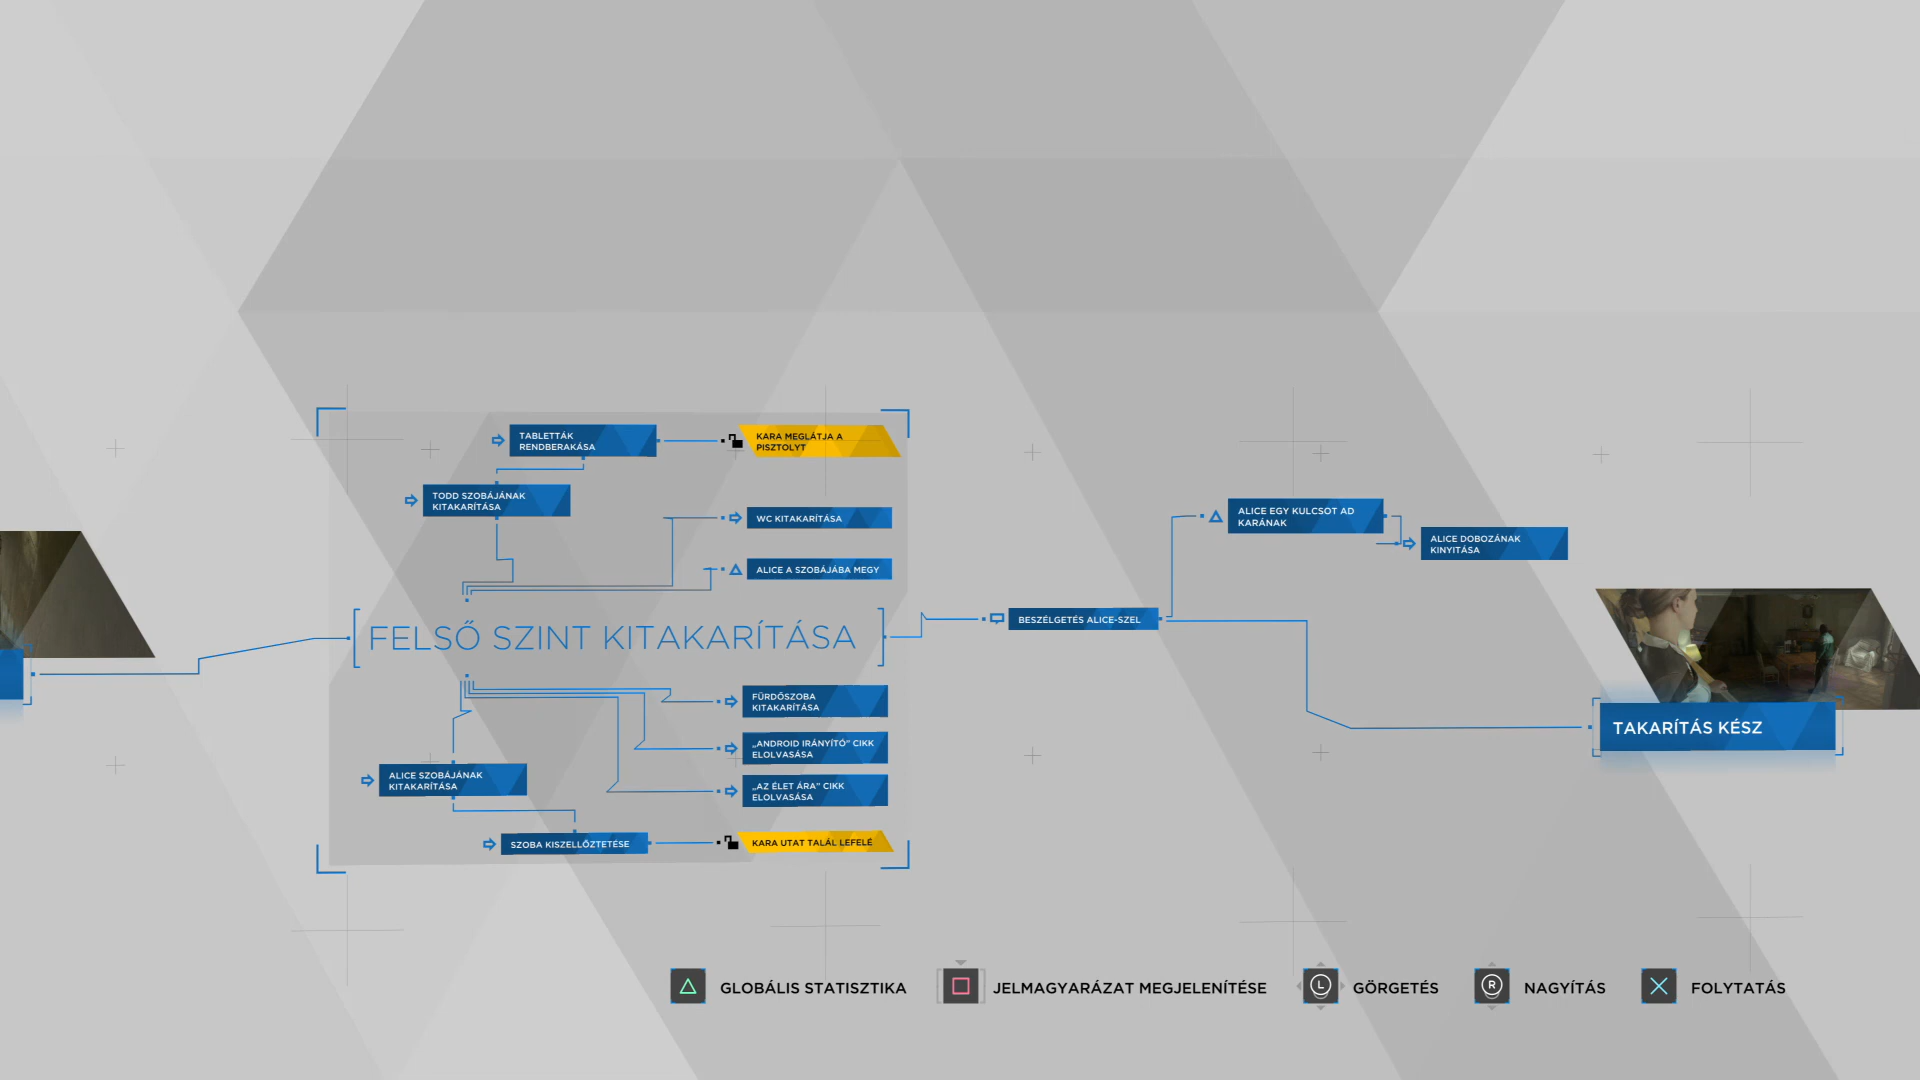 TABLETTÁK
RENDBERAKÁSA
KARA MEGLÁTJA A
PISZTOLYT
TODD SZOBÁJÁNAK
KITAKARÍTÁSA
WC KITAKARÍTÁSA
ALICE A SZOBÁJÁBA MEGY
FELSŐ SZINT KITAKARÍTÁSA
FÜRDŐSZOBA
KITAKARÍTÁSA
„ANDROID IRÁNYÍTÓ” CIKK
ELOLVASÁSA
ALICE SZOBÁJÁNAK
KITAKARÍTÁSA
„AZ ÉLET ÁRA” CIKK
ELOLVASÁSA
SZOBA KISZELLŐZTETÉSE
KARA UTAT TALÁL LEFELÉ
BESZÉLGETÉS ALICE-SZEL
ALICE EGY KULCSOT AD
KARÁNAK
ALICE DOBOZÁNAK
KINYITÁSA
TAKARÍTÁS KÉSZ
GLOBÁLIS STATISZTIKA
JELMAGYARÁZAT MEGJELENÍTÉSE
L GÖRGETÉS
R NAGYÍTÁS
FOLYTATÁS